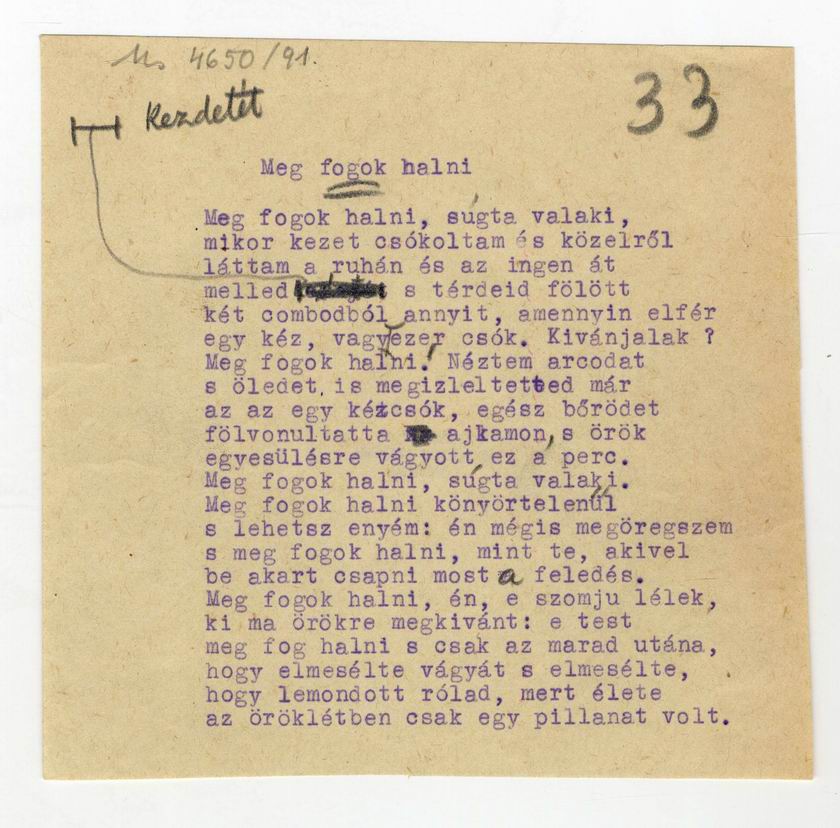 Ms 4650/91.
kezdetét
33
Meg fogok halni
Meg fogok halni, súgta valaki,
mikor kezet csókoltam és közelről
láttam a ruhán és az ingen át
melled s térdeid fölött
két combodból annyit, amennyin elfér
egy kéz, vagy ezer csók. Kivánjalak ?
Meg fogok halni! Néztem arcodat
s öledet, is megizleltetted már
az az egy kézcsók, egész bőrödet
fölvonultatta ajkamon, s örök
egyesülésre vágyott ez a perc.
Meg fogok halni, súgta valaki.
Meg fogok halni könyörtelenűl
s lehetsz enyém: én mégis megöregszem
s meg fogok halni, mint te, akivel
be akart csapni most a feledés.
Meg fogok halni, én, e szomju lélek,
ki ma örökre megkivánt: e test
meg fog halni s csak az marad utána,
hogy elmesélte vágyát s elmesélte,
hogy lemondott rólad, mert élete
az öröklétben csak egy pillanat volt.